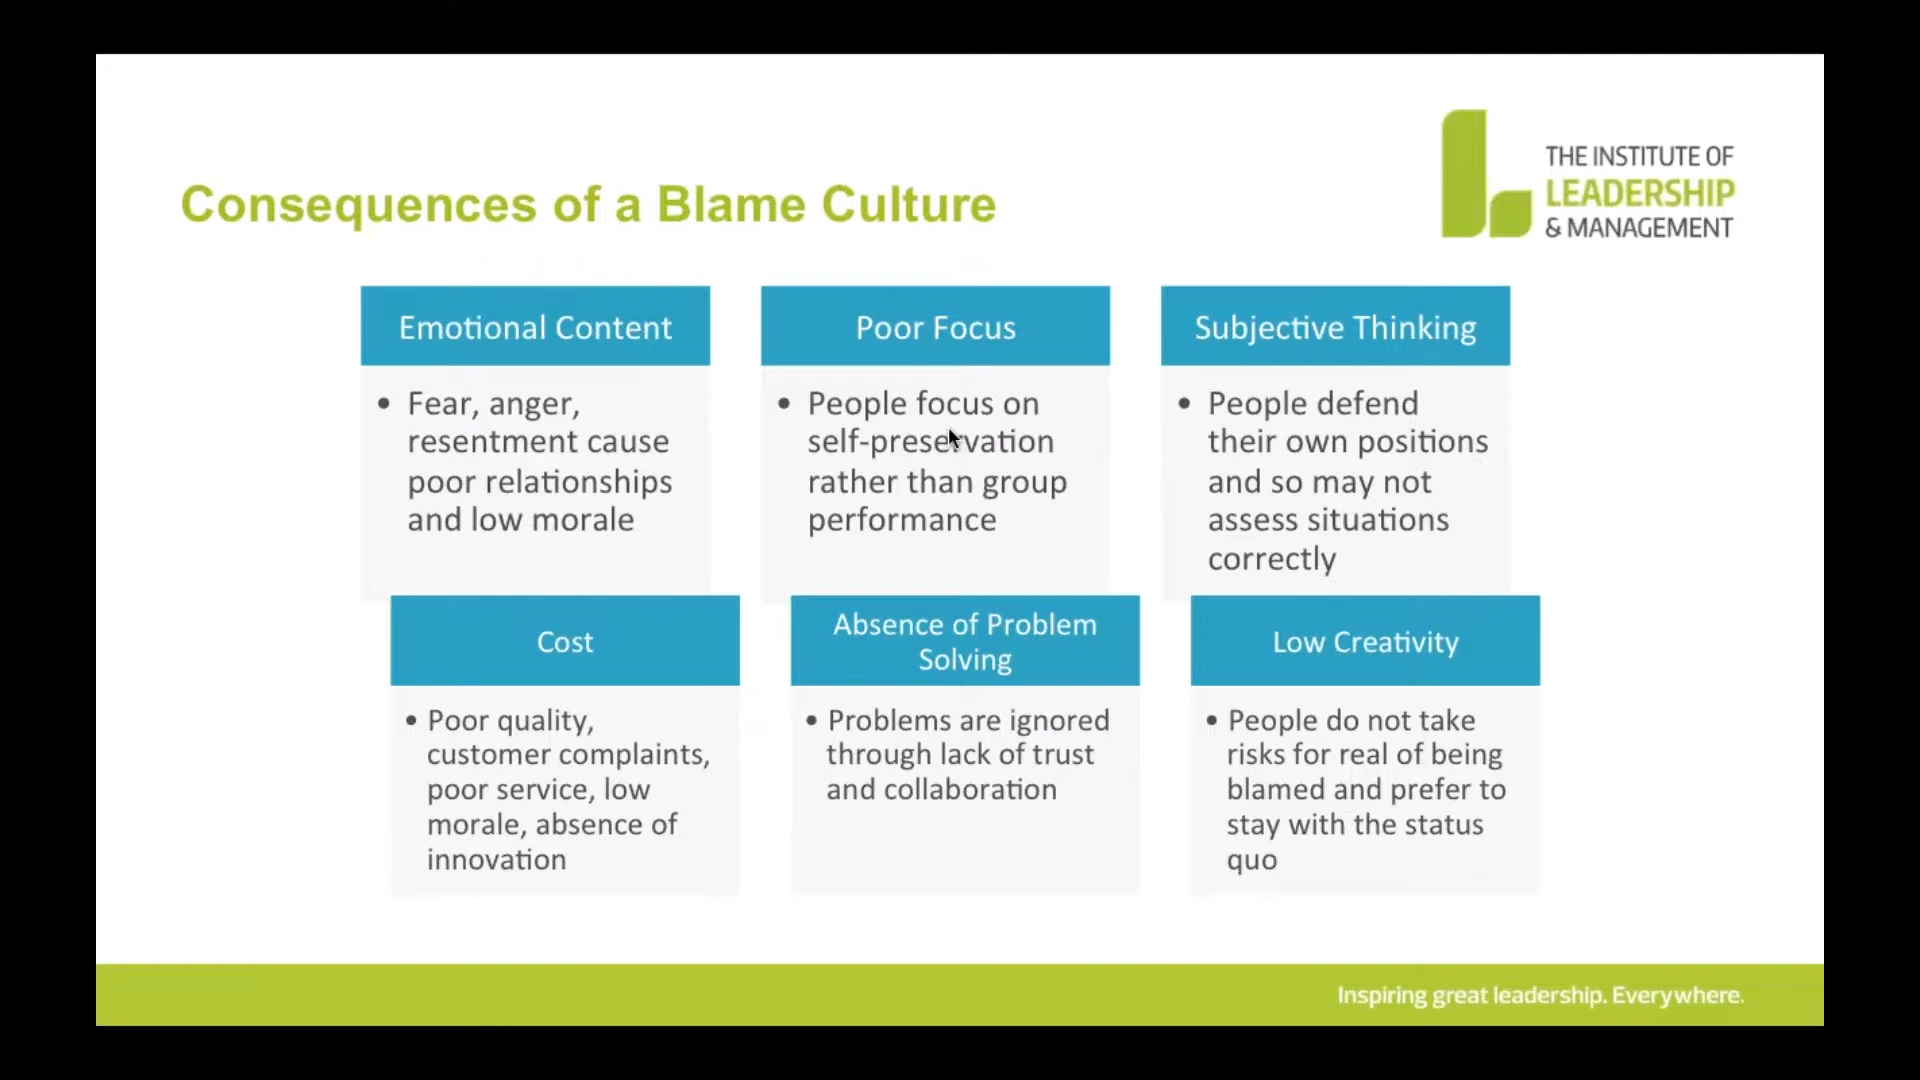 Consequences of a Blame Culture
THE INSTITUTE OF
LEADERSHIP
& MANAGEMENT
Emotional Content
• Fear, anger,
resentment cause
poor relationships
and low morale
Poor Focus
• People focus on
self-preservation
rather than group
performance
Subjective Thinking
• People defend
their own positions
and so may not
assess situations
correctly
Cost
• Poor quality,
customer complaints,
poor service, low
morale, absence of
innovation
Absence of Problem
Solving
• Problems are ignored
through lack of trust
and collaboration
Low Creativity
• People do not take
risks for real of being
blamed and prefer to
stay with the status
quo
Inspiring great leadership. Everywhere.